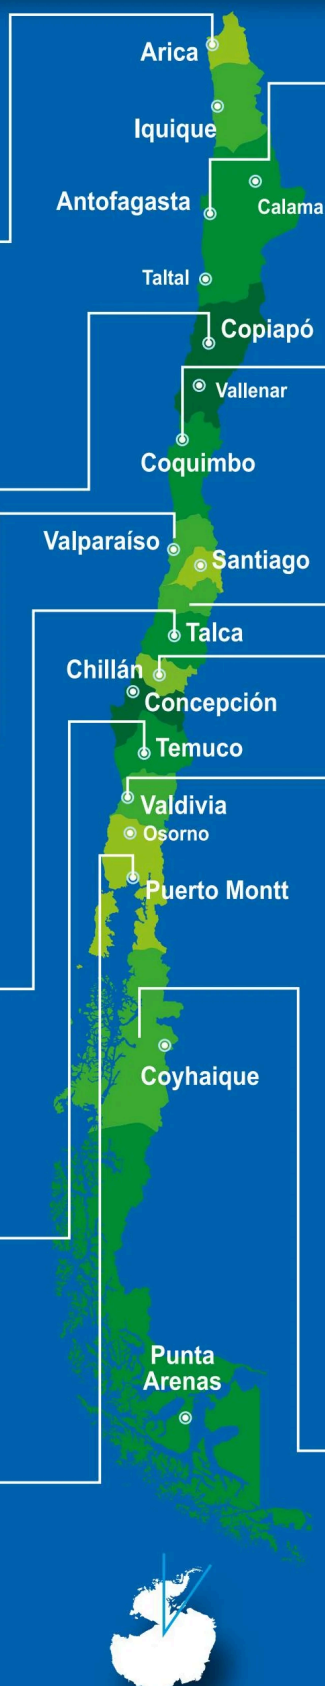 Arica
Iquique
Antofagasta
Calama
Taltal
Copiapó
Vallenar
Coquimbo
Valparaíso
Santiago
Talca
Chillán
Concepción
Temuco
Valdivia
Osorno
Puerto Montt
Coyhaique
Punta
Arenas